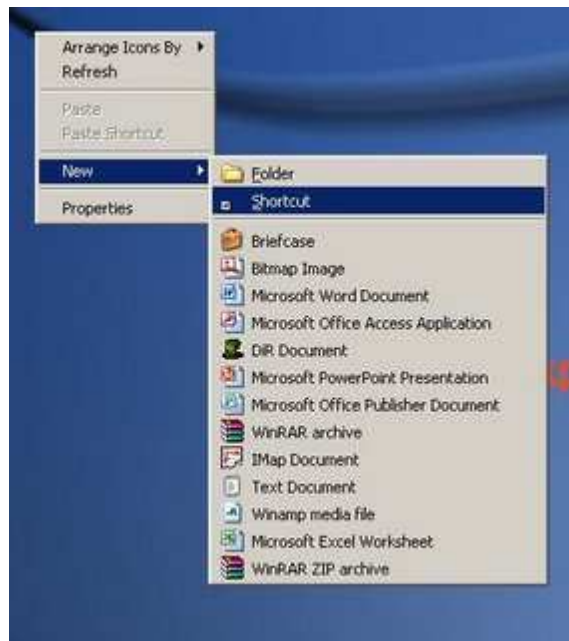 Arrange Icons By
Refresh
Paste
Paste Shortcut
New
Properties
Folder
Shortcut
Briefcase
Bitmap Image
Microsoft Word Document
Microsoft Office Access Application
DiR Document
Microsoft PowerPoint Presentation
Microsoft Office Publisher Document
WinRAR archive
IMap Document
Text Document
Winamp media file
Microsoft Excel Worksheet
WinRAR ZIP archive